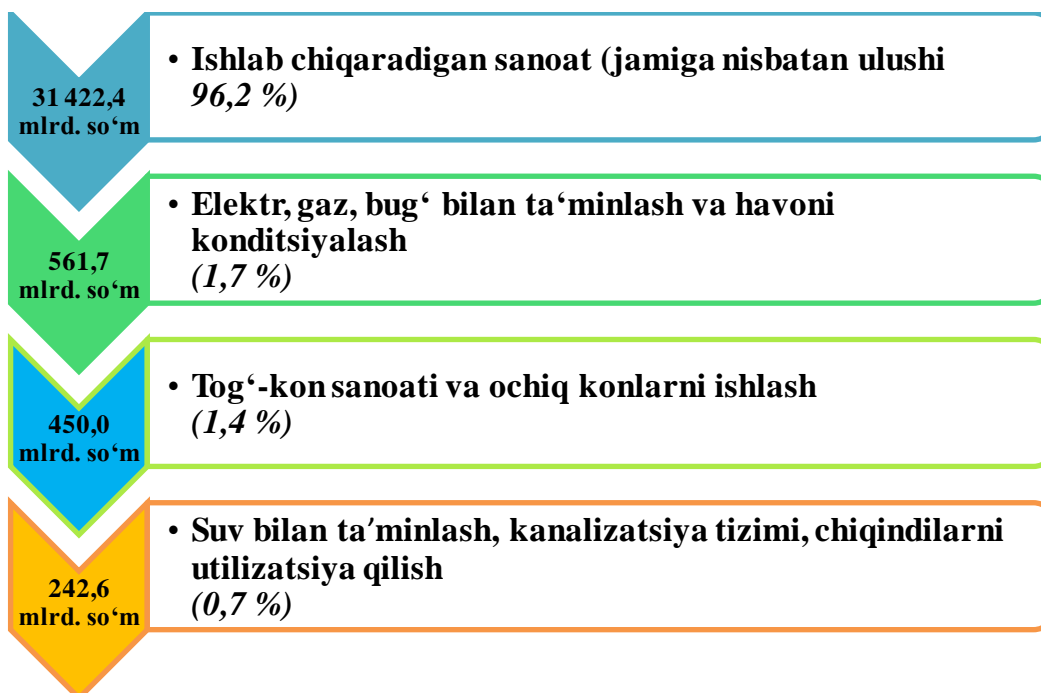 31 422,4
mlrd. so‘m
• Ishlab chiqaradigan sanoat (jamiga nisbatan ulushi
96,2 %)
561,7
mlrd. so‘m
• Elektr, gaz, bug‘ bilan ta‘minlash va havoni
konditsiyalash
(1,7 %)
450,0
mlrd. so‘m
• Tog‘-kon sanoati va ochiq konlarni ishlash
(1,4 %)
242,6
mlrd. so‘m
• Suv bilan ta’minlash, kanalizatsiya tizimi, chiqindilarni
utilizatsiya qilish
(0,7 %)